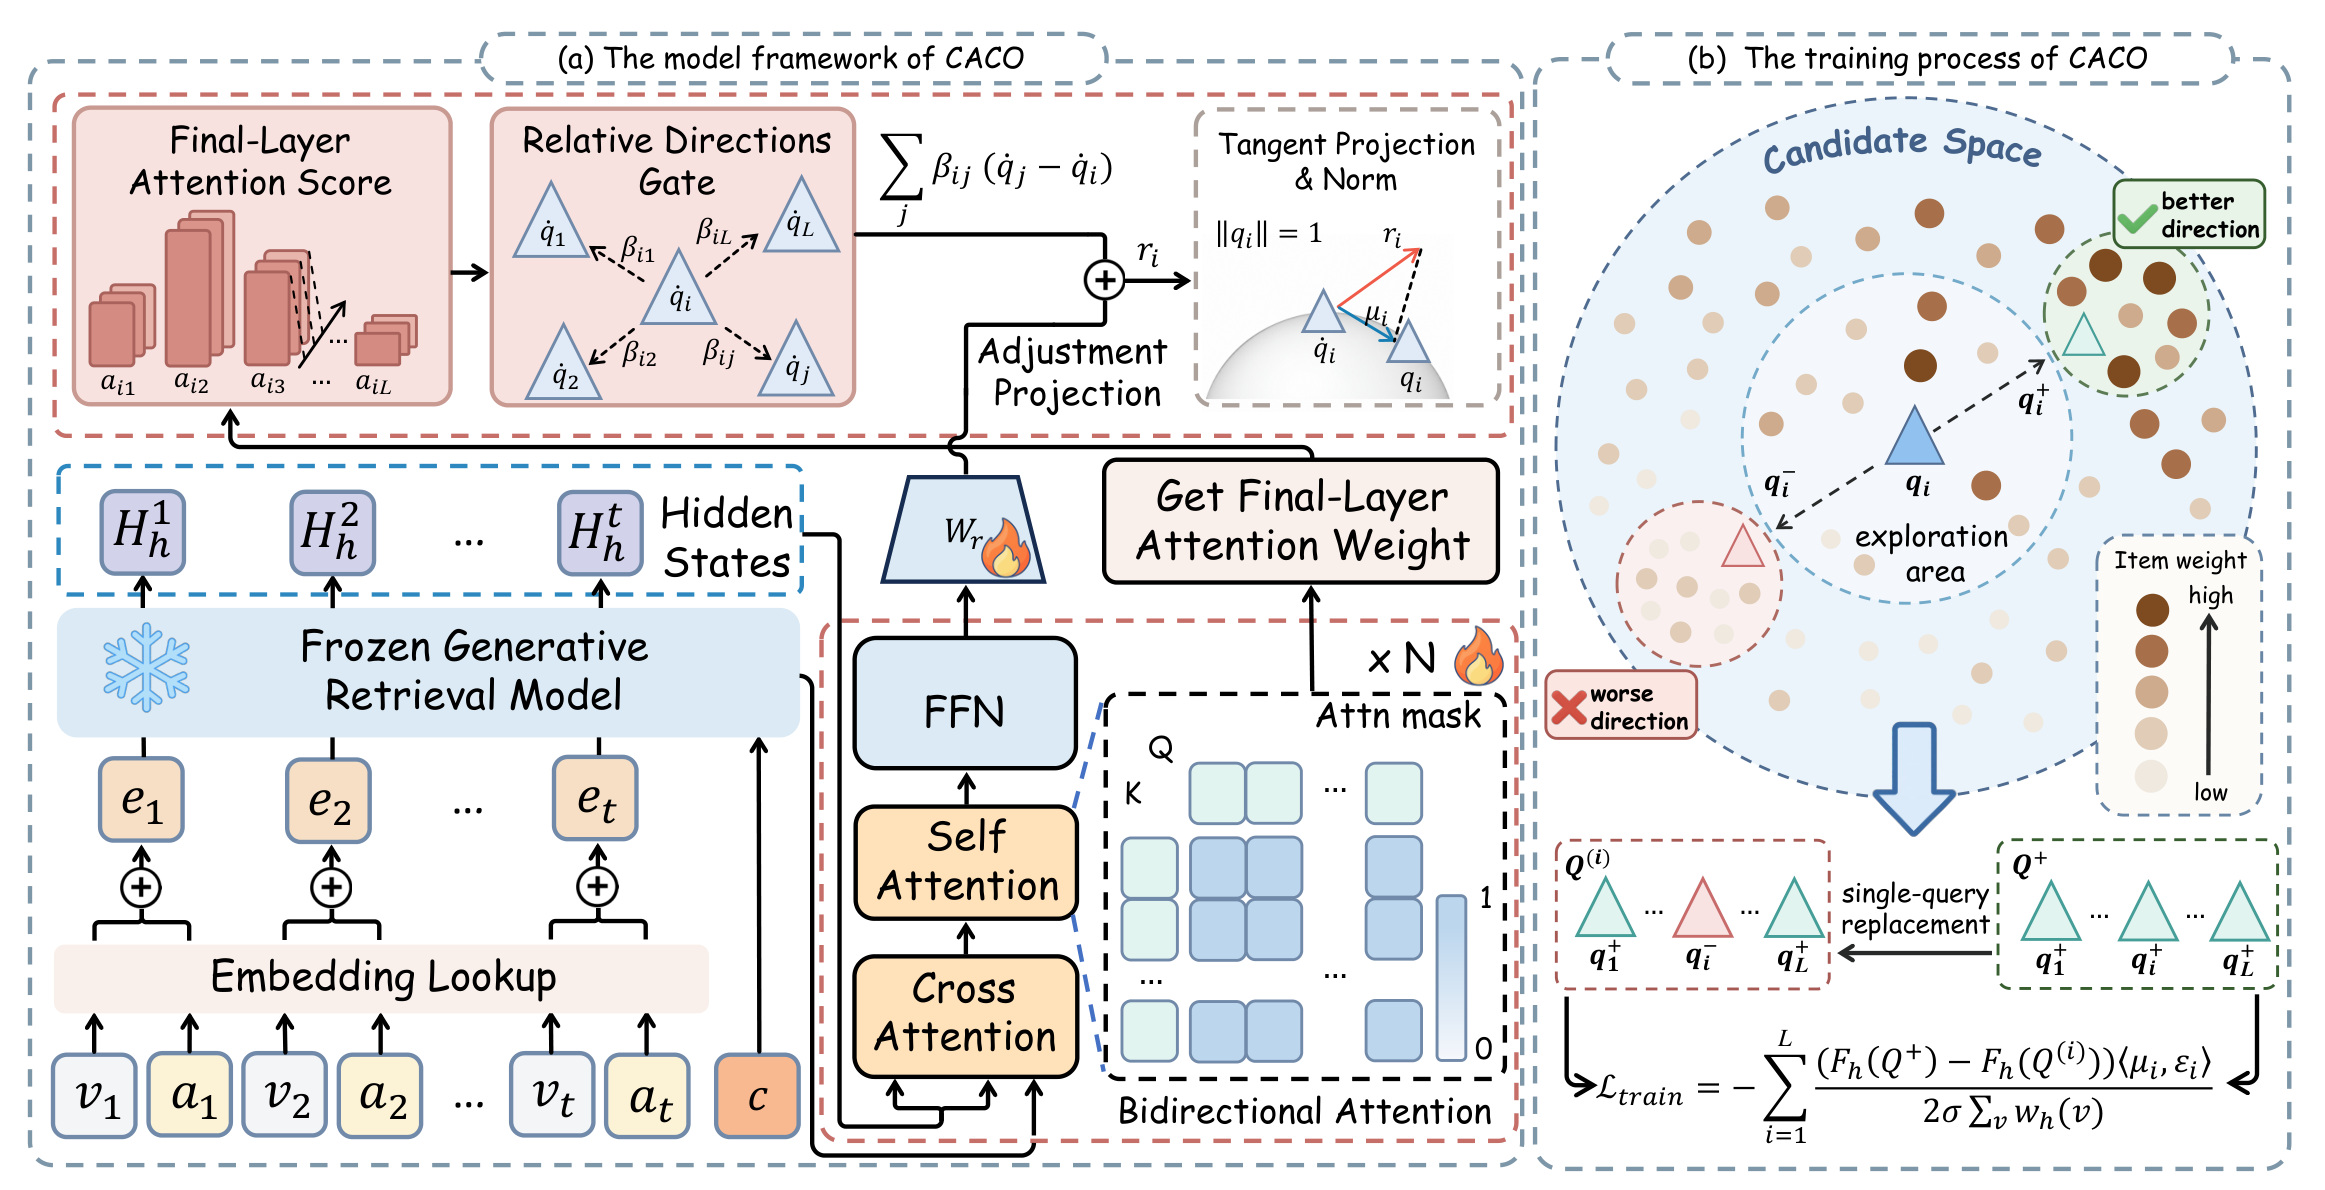 (a) The model framework of CACO
Final-Layer
Attention Score
a_{i1} a_{i2} a_{i3} ... a_{iL}
...
Relative Directions
Gate
q̇_1 β_{i1} β_{iL} q̇_L
q̇_i
q̇_2 β_{i2} β_{ij} q̇_j
∑_j β_{ij} (q̇_j − q̇_i)
+
r_i
Adjustment
Projection
Tangent Projection
& Norm
‖q_i‖ = 1
r_i
μ_i
q̇_i
q_i
H_h^1 H_h^2 ... H_h^t
Hidden
States
Frozen Generative
Retrieval Model
e_1 e_2 ... e_t
+ + +
Embedding Lookup
v_1 a_1 v_2 a_2 ... v_t a_t c
W_r
Get Final-Layer
Attention Weight
x N
FFN
Self
Attention
Cross
Attention
Attn mask
Q
K
...
... ...
1
0
Bidirectional Attention
(b) The training process of CACO
Candidate Space
better
direction
q_i^+
q_i^-
q_i
exploration
area
worse
direction
Item weight
high
low
Q^{(i)}
... ...
q_1^+ q_i^- q_L^+
single-query
replacement
Q^+
... ...
q_1^+ q_i^+ q_L^+
ℒ_{train} = − ∑_{i=1}^{L} (F_h(Q^+) − F_h(Q^{(i)}))⟨μ_i, ε_i⟩ / 2σ ∑_v w_h(v)